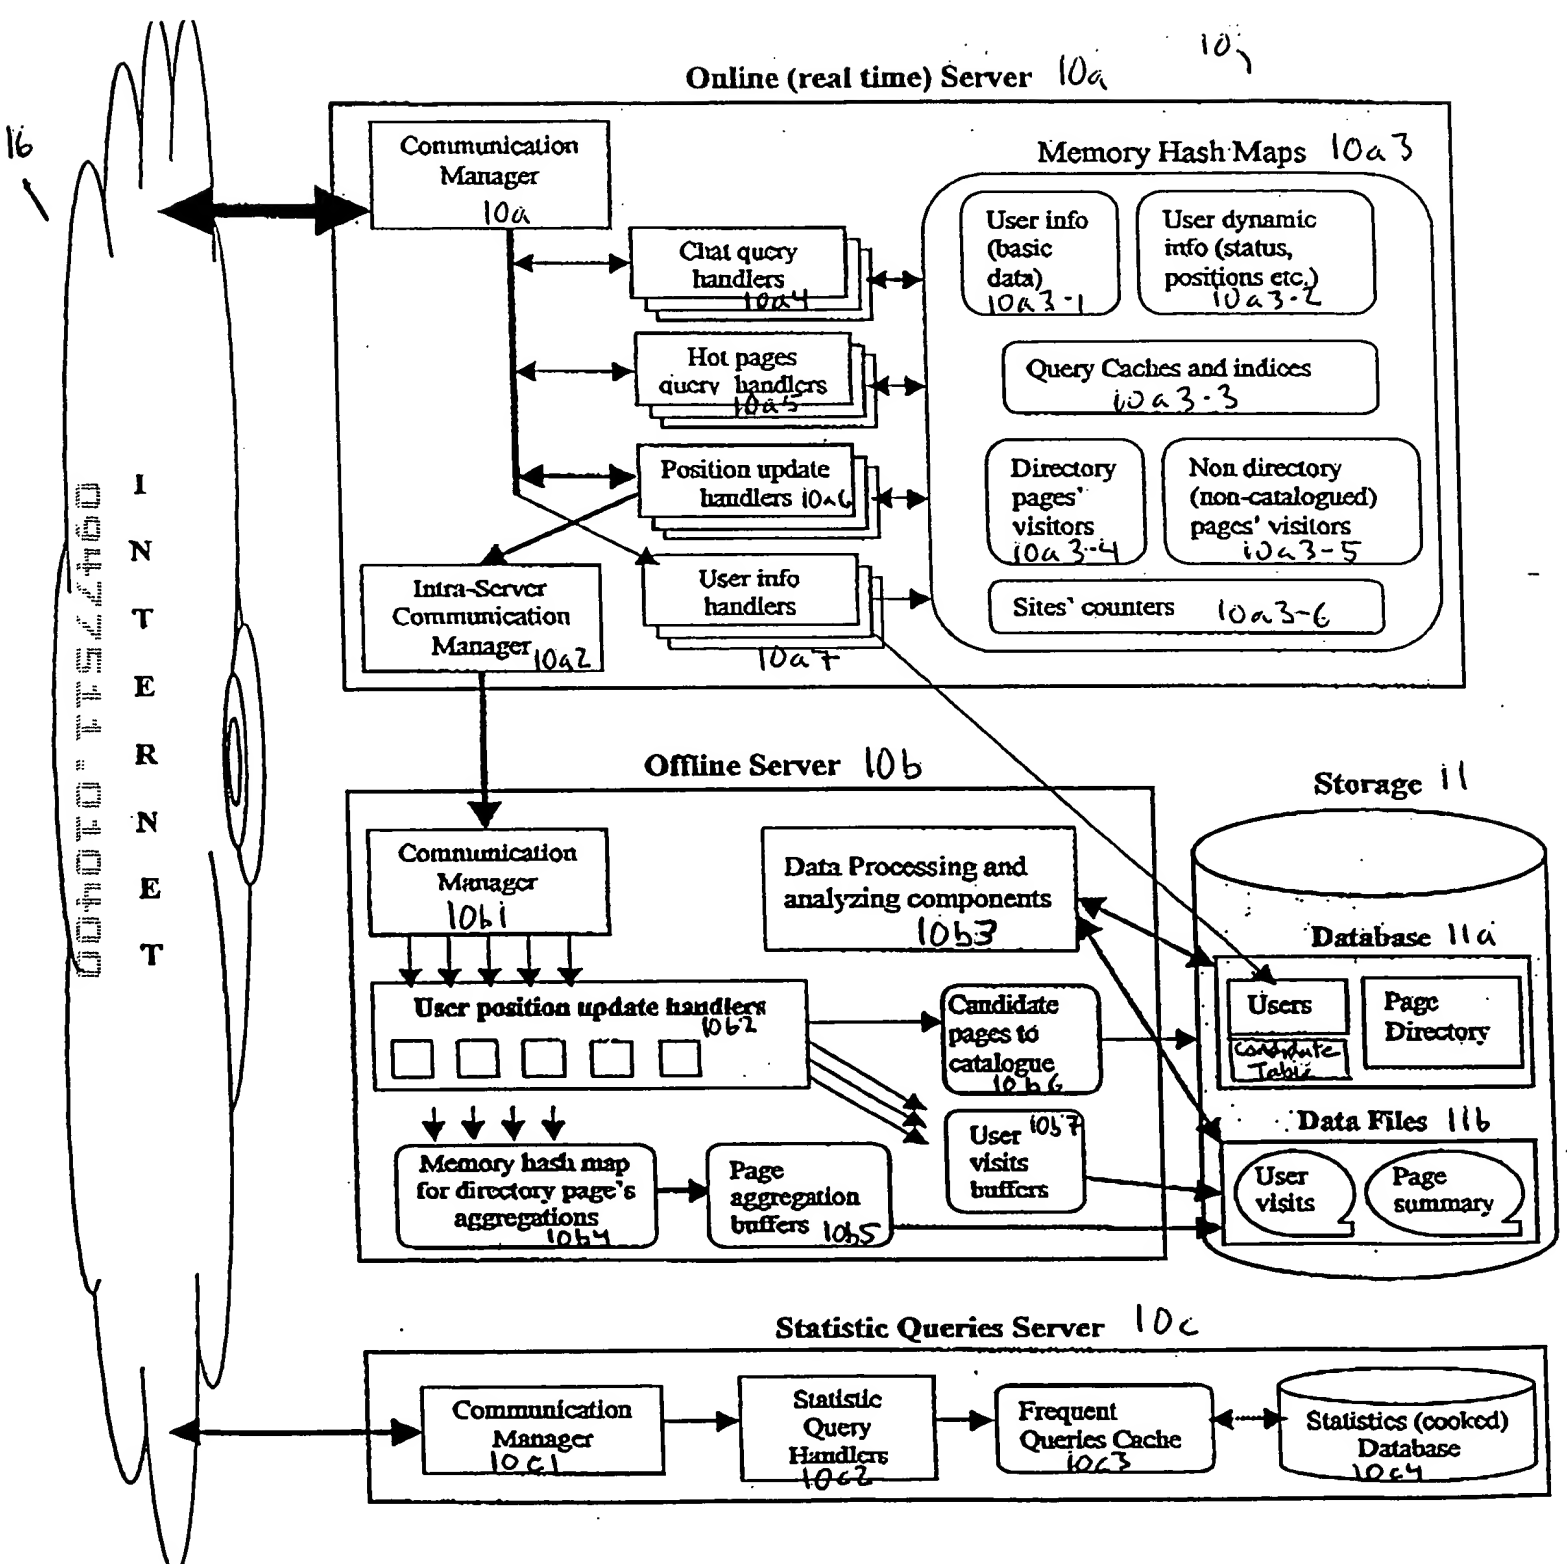 10,
Online (real time) Server 10a
16
Communication
Manager
10a
Memory Hash Maps 10a3
User info
(basic
data)
10a3-1
User dynamic
info (status,
positions etc.)
10a3-2
Chat query
handlers
10a4
Hot pages
query handlers
10a5
Query Caches and indices
10a3-3
Position update
handlers 10a6
Directory
pages'
visitors
10a3-4
Non directory
(non-catalogued)
pages' visitors
10a3-5
Intra-Server
Communication
Manager 10a2
User info
handlers
10a7
Sites' counters 10a3-6
INTERNET
09477511.010400
Offline Server 10b
Storage 11
Communication
Manager
10b1
Data Processing and
analyzing components
10b3
Database 11a
Users
Candidate
Table
Page
Directory
User position update handlers
10b2
Candidate
pages to
catalogue
10b6
Data Files 11b
User
visits
Page
summary
Memory hash map
for directory page's
aggregations
10b4
Page
aggregation
buffers 10b5
User 10b7
visits
buffers
Statistic Queries Server 10c
Communication
Manager
10c1
Statistic
Query
Handlers
10c2
Frequent
Queries Cache
10c3
Statistics (cooked)
Database
10c4